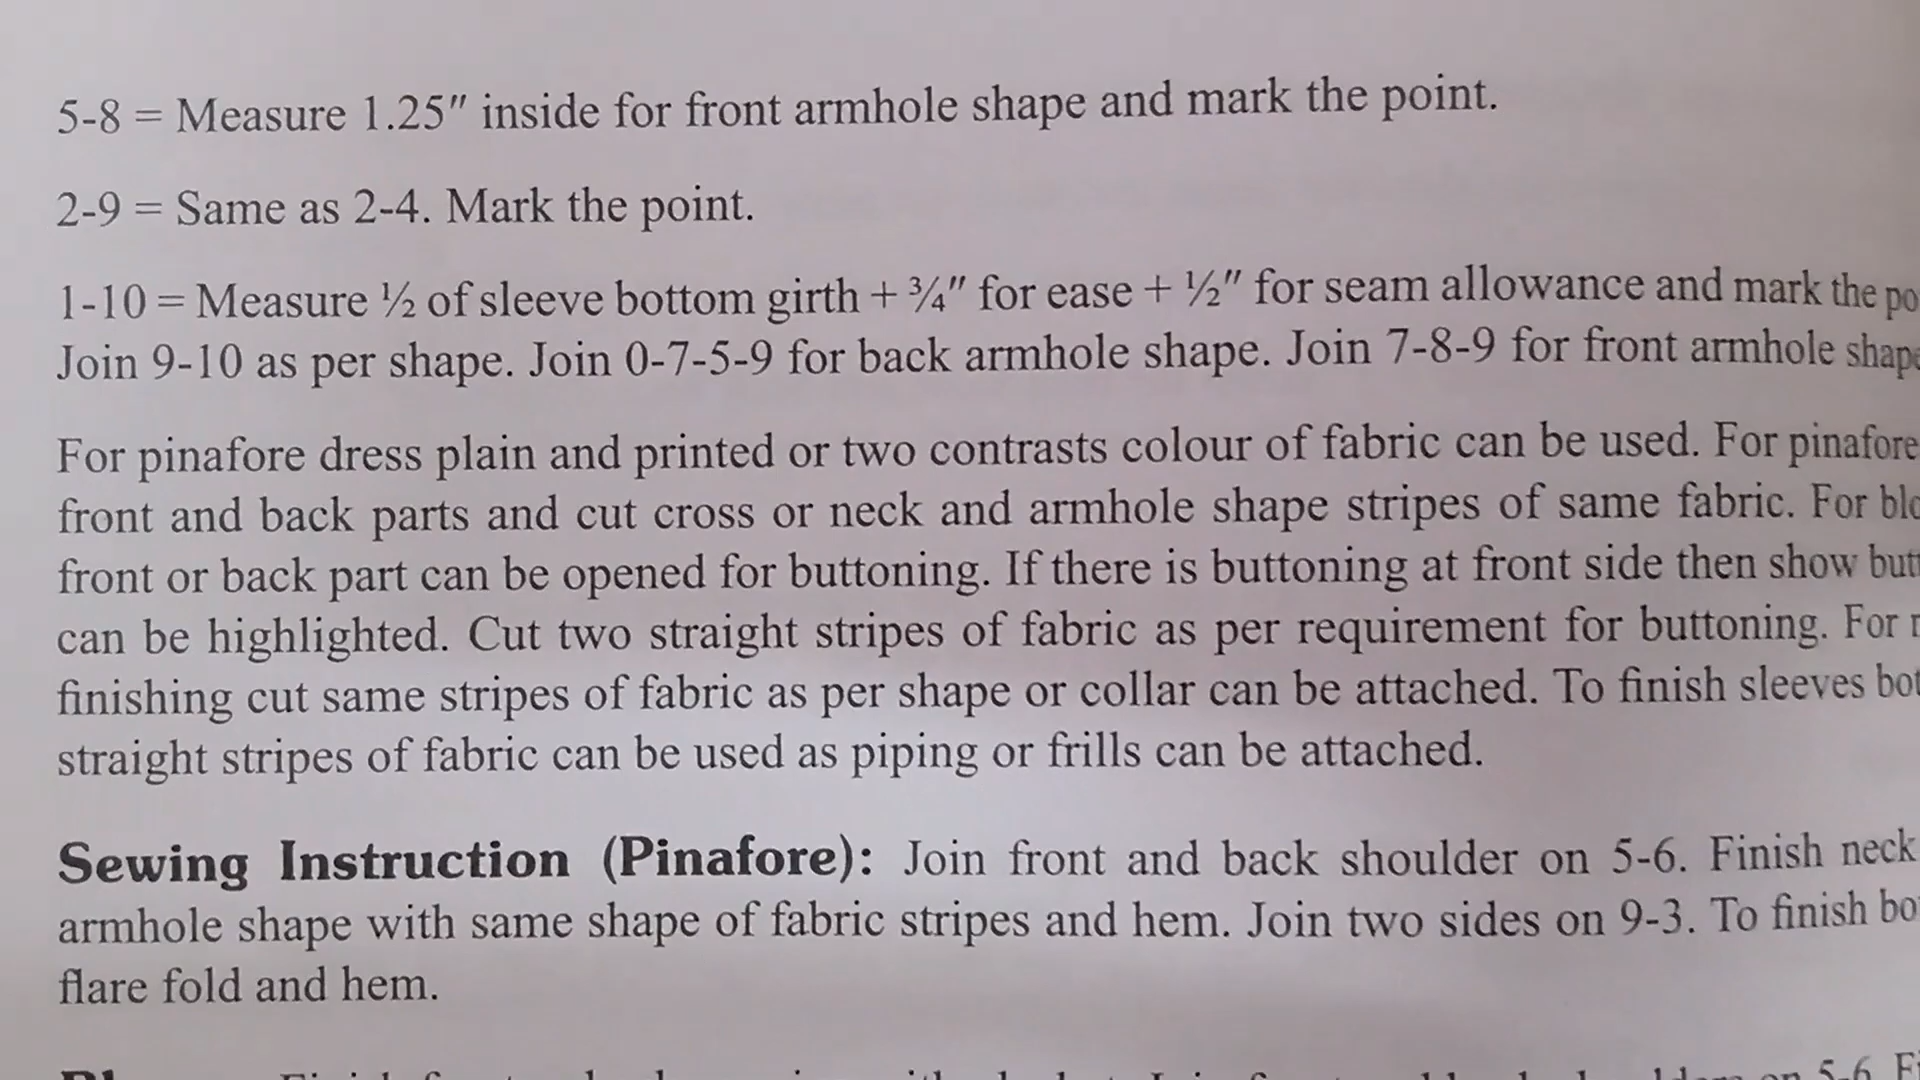 5-8 = Measure 1.25" inside for front armhole shape and mark the point.
2-9 = Same as 2-4. Mark the point.
1-10 = Measure ½ of sleeve bottom girth + ¾" for ease + ½" for seam allowance and mark the
Join 9-10 as per shape. Join 0-7-5-9 for back armhole shape. Join 7-8-9 for front armhole
For pinafore dress plain and printed or two contrasts colour of fabric can be used. For pinafore
front and back parts and cut cross or neck and armhole shape stripes of same fabric. For
front or back part can be opened for buttoning. If there is buttoning at front side then show
can be highlighted. Cut two straight stripes of fabric as per requirement for buttoning. For
finishing cut same stripes of fabric as per shape or collar can be attached. To finish sleeves
straight stripes of fabric can be used as piping or frills can be attached.
Sewing Instruction (Pinafore): Join front and back shoulder on 5-6. Finish neck
armhole shape with same shape of fabric stripes and hem. Join two sides on 9-3. To finish
flare fold and hem.